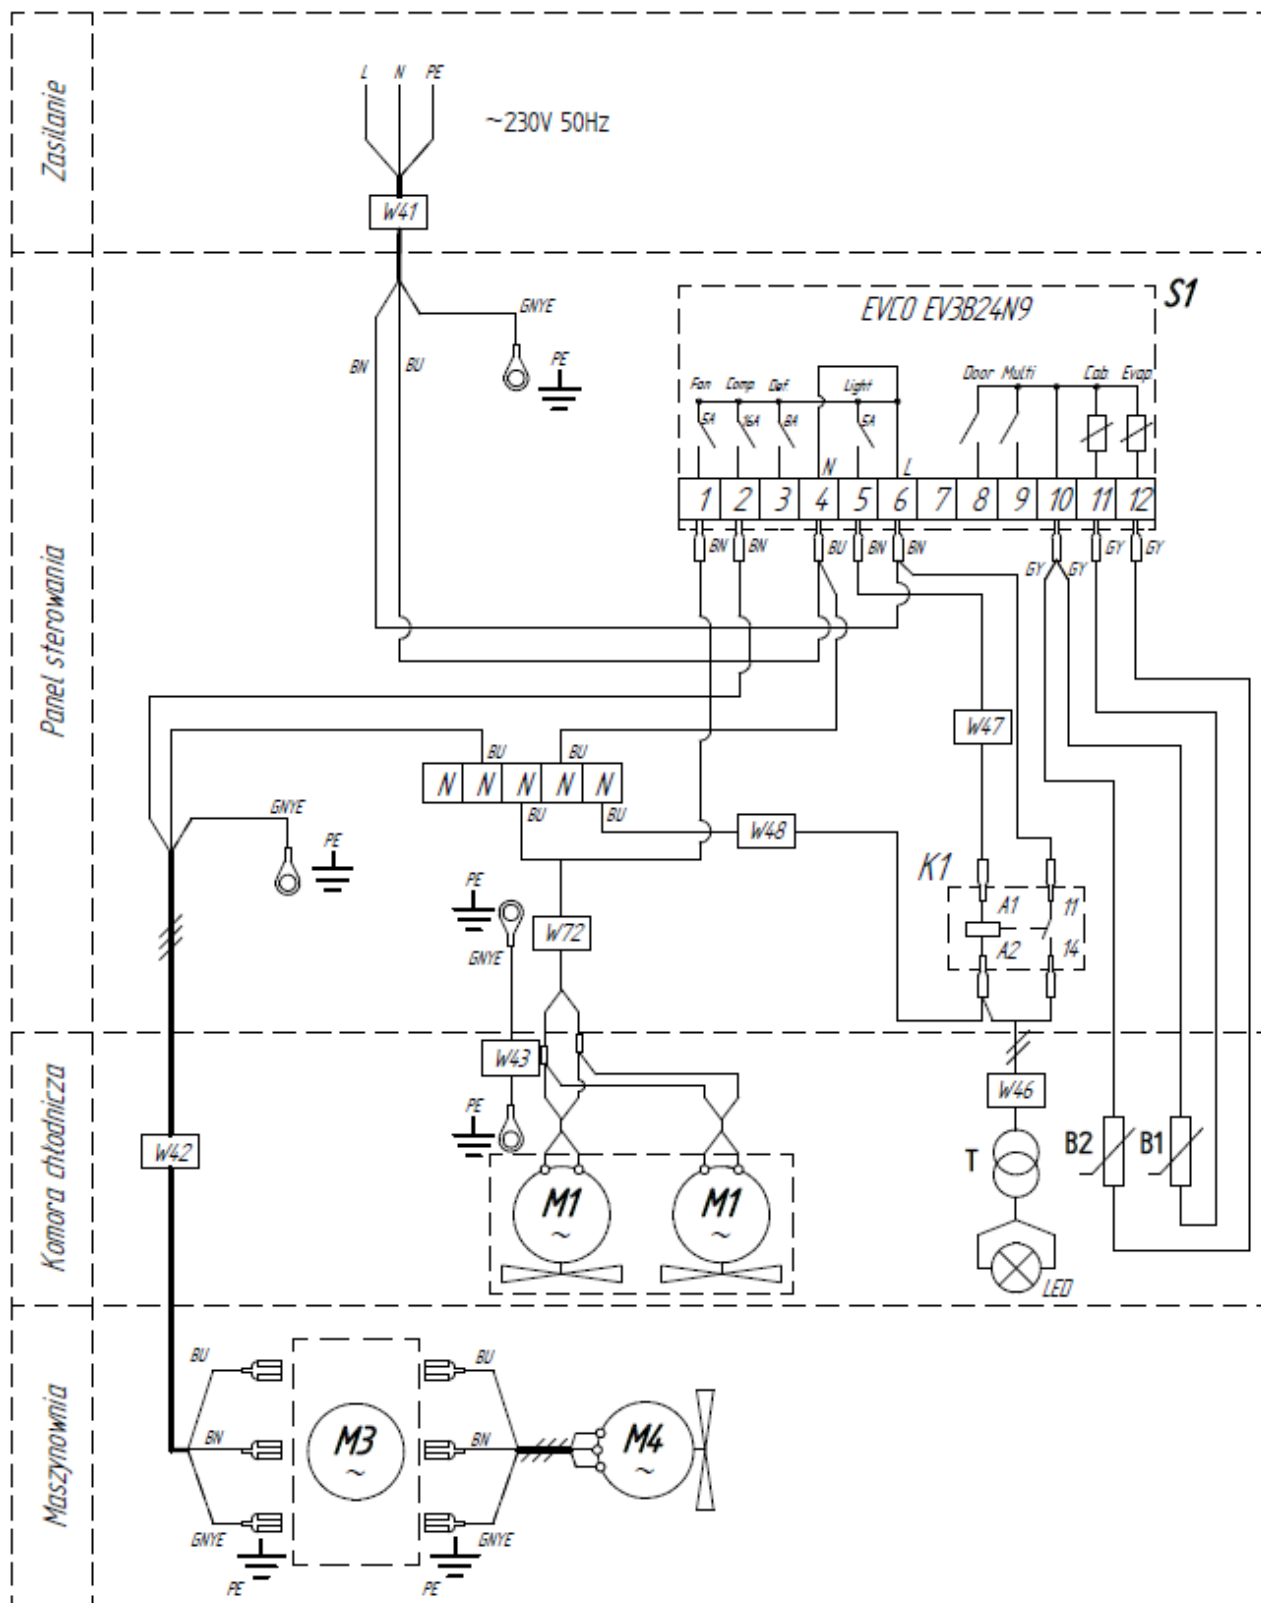 Zasilanie
L N PE
~230V 50Hz
W41
Panel sterowania
GNYE
BN
BU
PE
S1
EVCO EV3B24N9
Fan Comp Def Light Door Multi Cab Evap
5A 16A 8A 5A
N L
1 2 3 4 5 6 7 8 9 10 11 12
BN BN BU BN BN GY GY GY GY
W47
BU BU
N N N N N
BU BU
W48
GNYE
PE
K1
A1 11
A2 14
PE
GNYE
W72
Komora chłodnicza
W43
W46
PE
W42
T
B2 B1
M1
~
M1
~
LED
Maszynownia
BU BU
BN BN
M3
~
M4
~
GNYE GNYE
PE PE